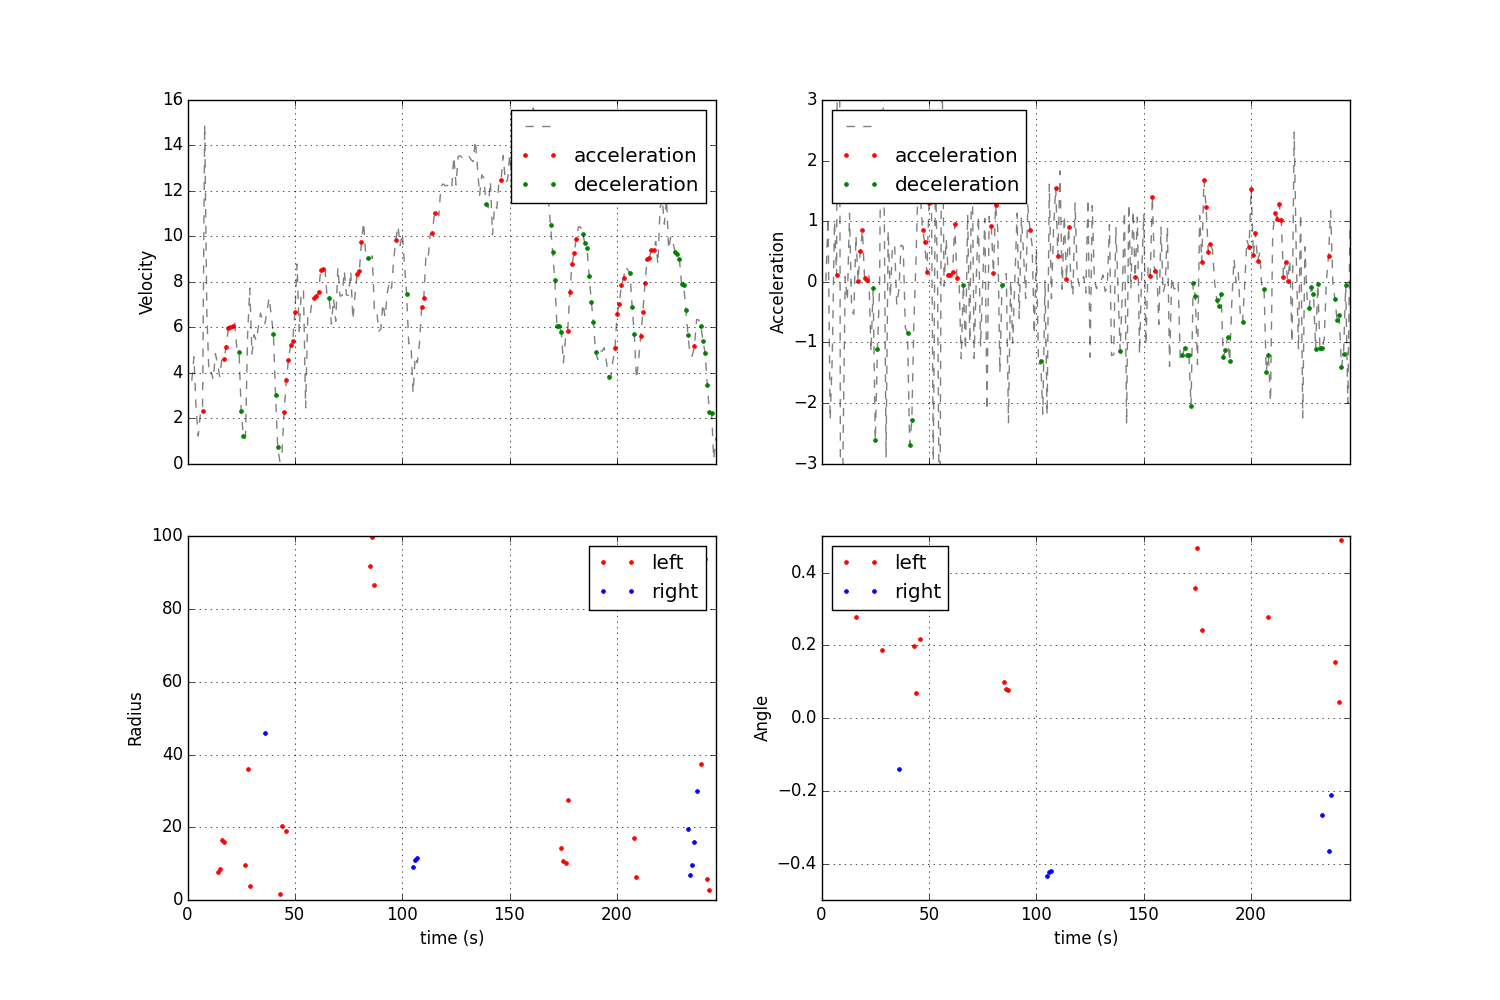 16
14
12
10
8
6
4
2
0
Velocity
acceleration
deceleration
3
2
1
0
−1
−2
−3
Acceleration
acceleration
deceleration
100
80
60
40
20
0
Radius
left
right
0 50 100 150 200
time (s)
0.4
0.2
0.0
−0.2
−0.4
Angle
left
right
0 50 100 150 200
time (s)